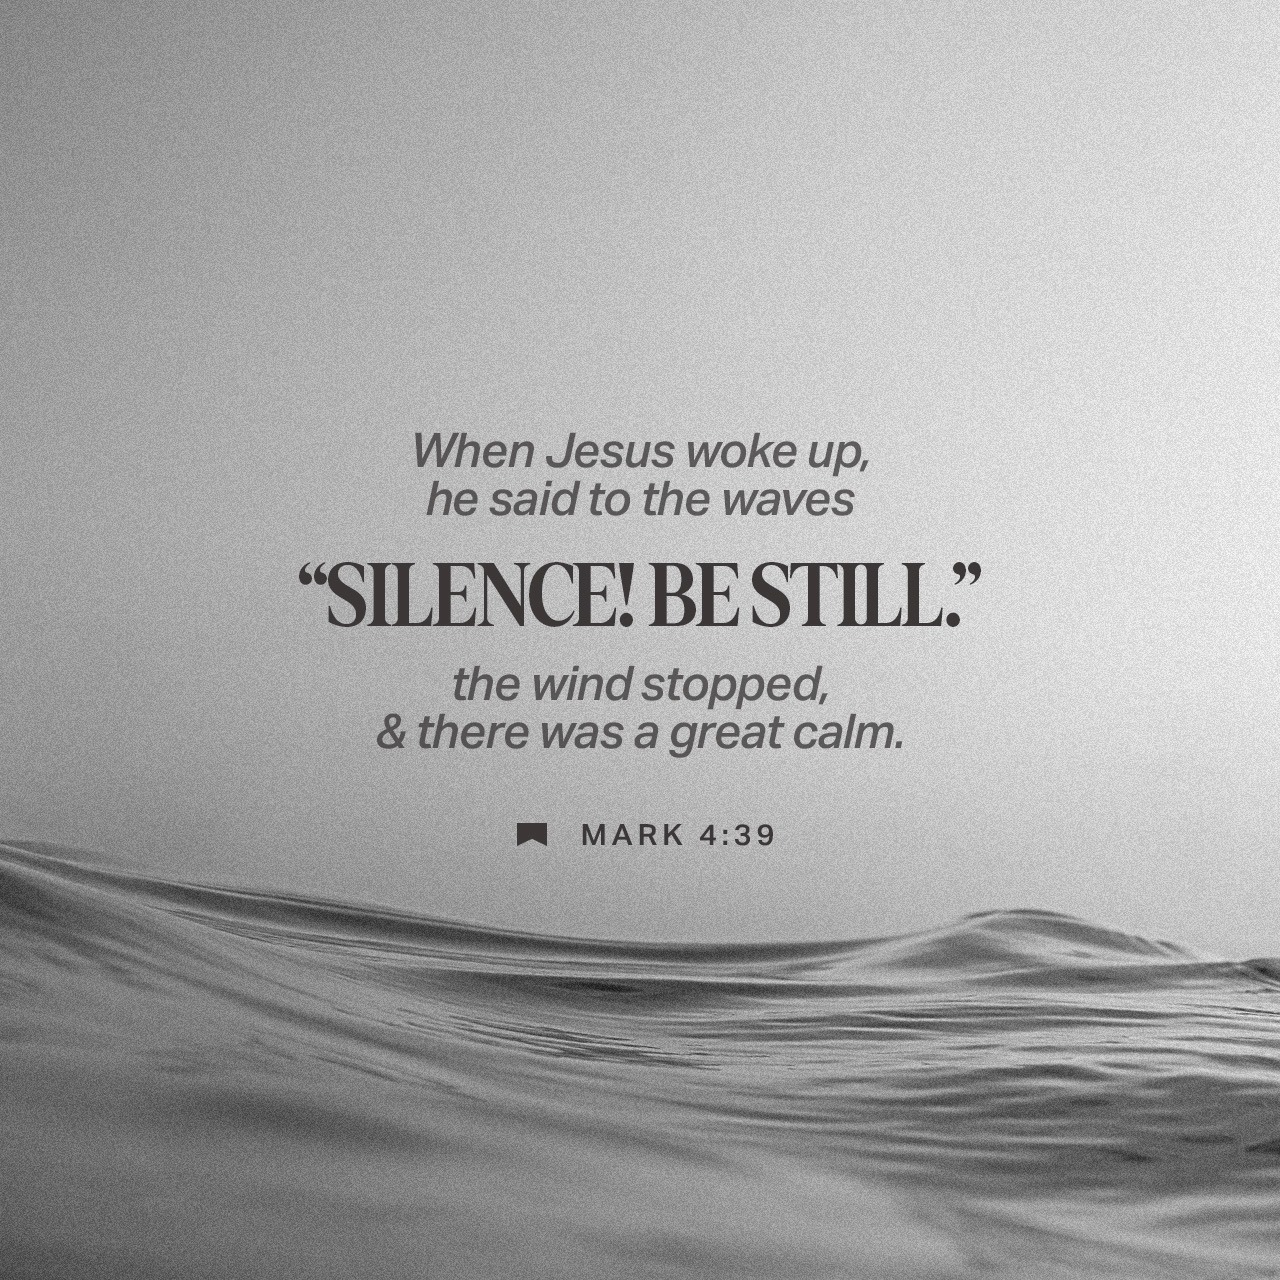 When Jesus woke up,
he said to the waves
“SILENCE! BE STILL.”
the wind stopped,
& there was a great calm.
MARK 4:39